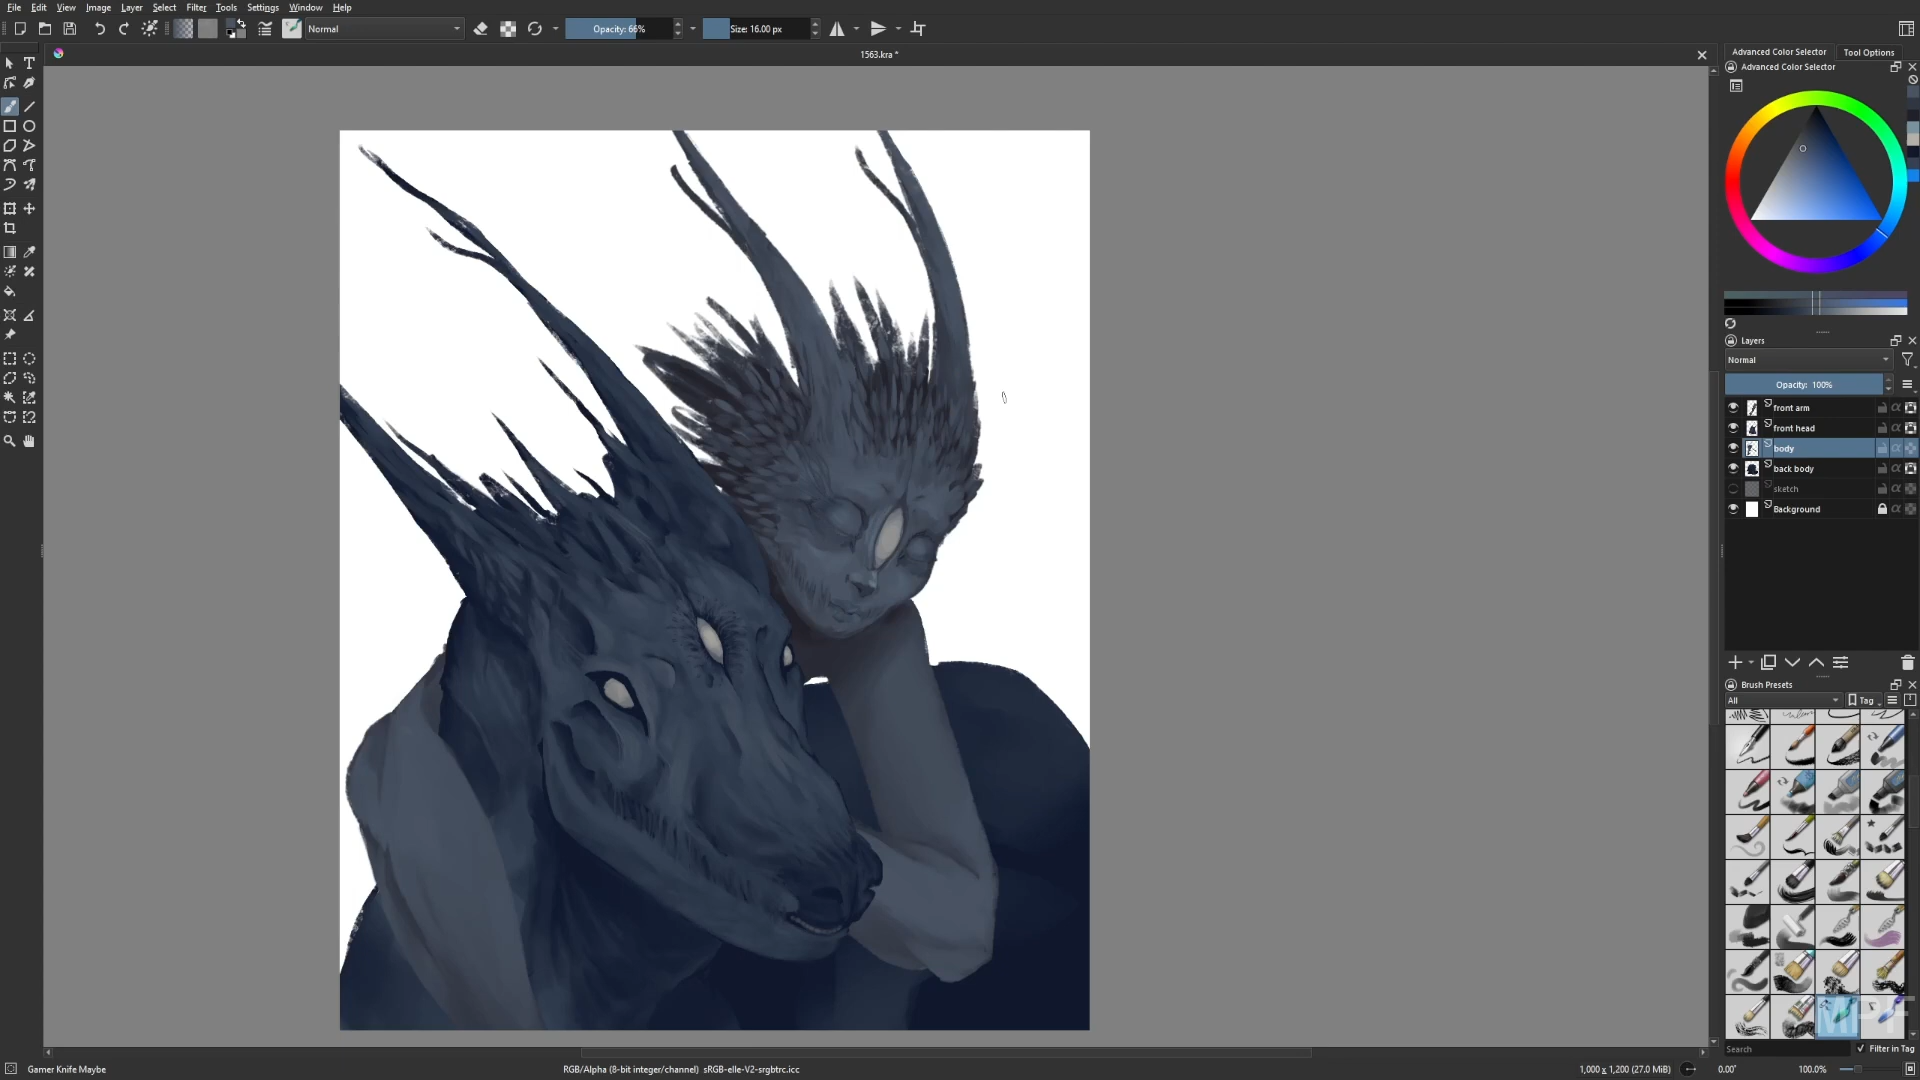 File Edit View Image Layer Select Filter Tools Settings Window Help
Normal Opacity: 66% Size: 16.00 px
1563.kra *
Advanced Color Selector Tool Options
Advanced Color Selector
Layers
Normal
Opacity: 100%
front arm
front head
body
back body
sketch
Background
Brush Presets
All Tag
MPF
Search Filter in Tag
Gamer Knife Maybe RGB/Alpha (8-bit integer/channel) sRGB-elle-V2-srgbtrc.icc 1,000 x 1,200 (27.0 MiB) 0.00° 100.0%